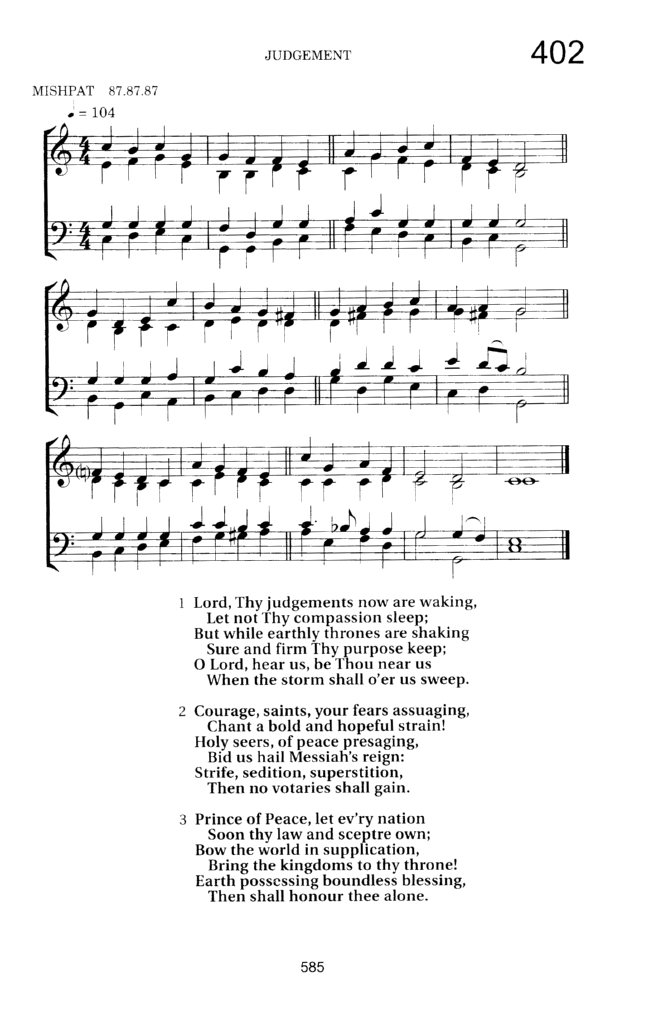 JUDGEMENT
402
MISHPAT 87.87.87
♩ = 104
1 Lord, Thy judgements now are waking,
Let not Thy compassion sleep;
But while earthly thrones are shaking
Sure and firm Thy purpose keep;
O Lord, hear us, be Thou near us
When the storm shall o'er us sweep.
2 Courage, saints, your fears assuaging,
Chant a bold and hopeful strain!
Holy seers, of peace presaging,
Bid us hail Messiah's reign:
Strife, sedition, superstition,
Then no votaries shall gain.
3 Prince of Peace, let ev'ry nation
Soon thy law and sceptre own;
Bow the world in supplication,
Bring the kingdoms to thy throne!
Earth possessing boundless blessing,
Then shall honour thee alone.
585